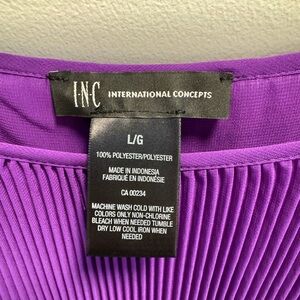 I·N·C INTERNATIONAL CONCEPTS
L/G
100% POLYESTER/POLYESTER
MADE IN INDONESIA
FABRIQUÉ EN INDONÉSIE
CA 00234
MACHINE WASH COLD WITH LIKE
COLORS ONLY NON-CHLORINE
BLEACH WHEN NEEDED TUMBLE
DRY LOW COOL IRON WHEN
NEEDED